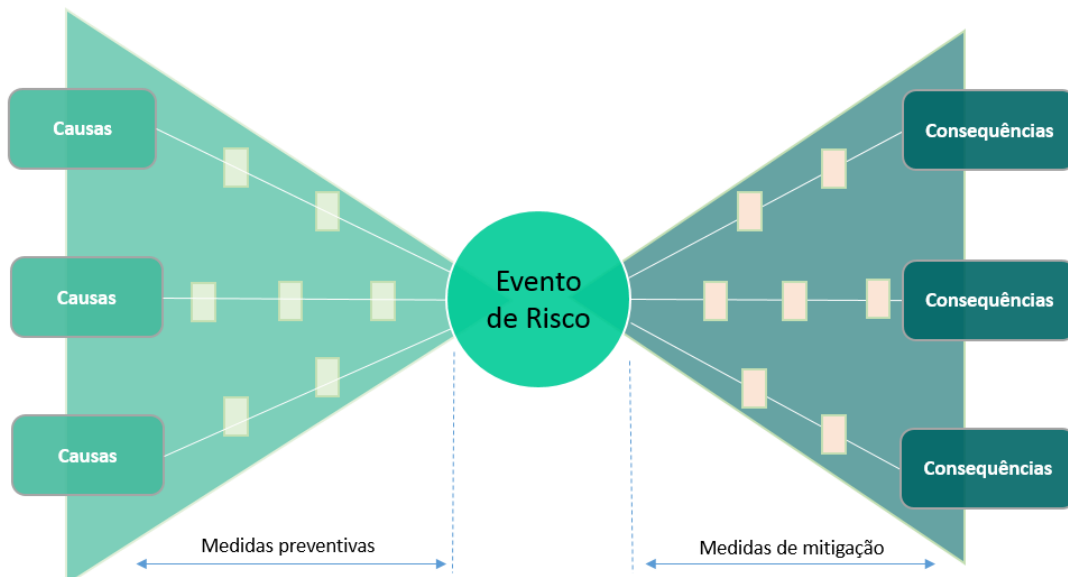 Causas
Consequências
Evento
de Risco
Causas
Consequências
Causas
Consequências
Medidas preventivas
Medidas de mitigação